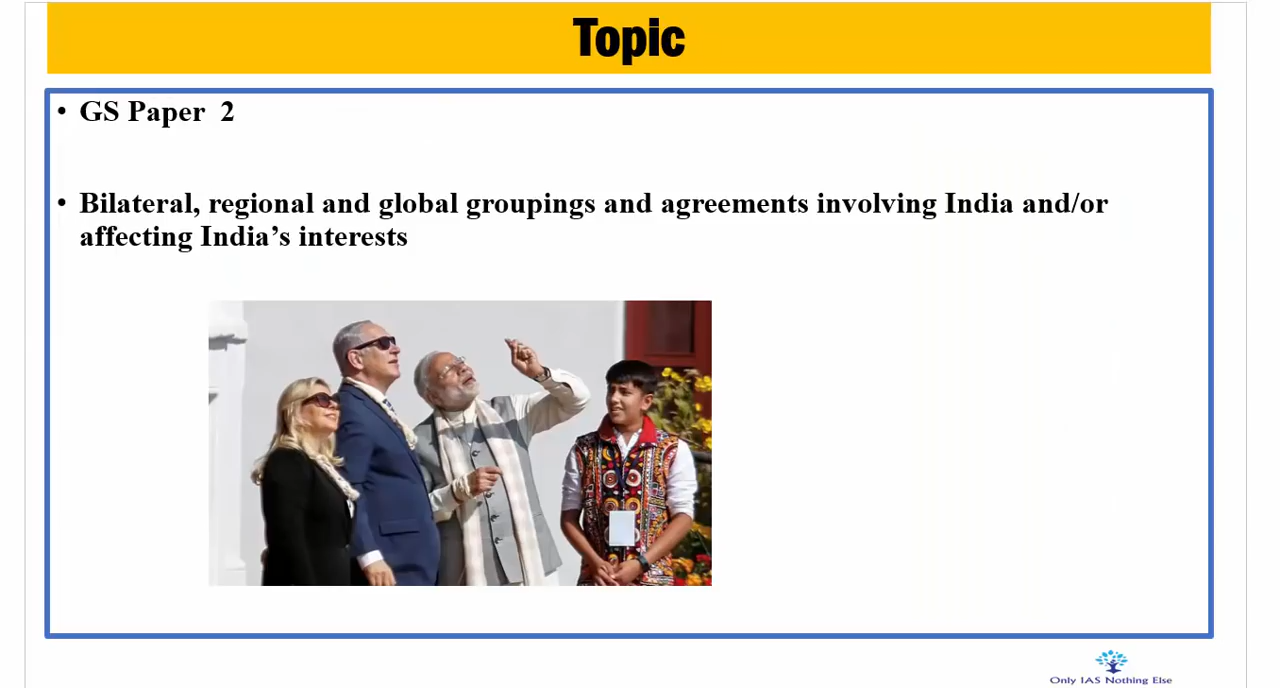 Topic
• GS Paper 2
• Bilateral, regional and global groupings and agreements involving India and/or
affecting India’s interests
Only IAS Nothing Else